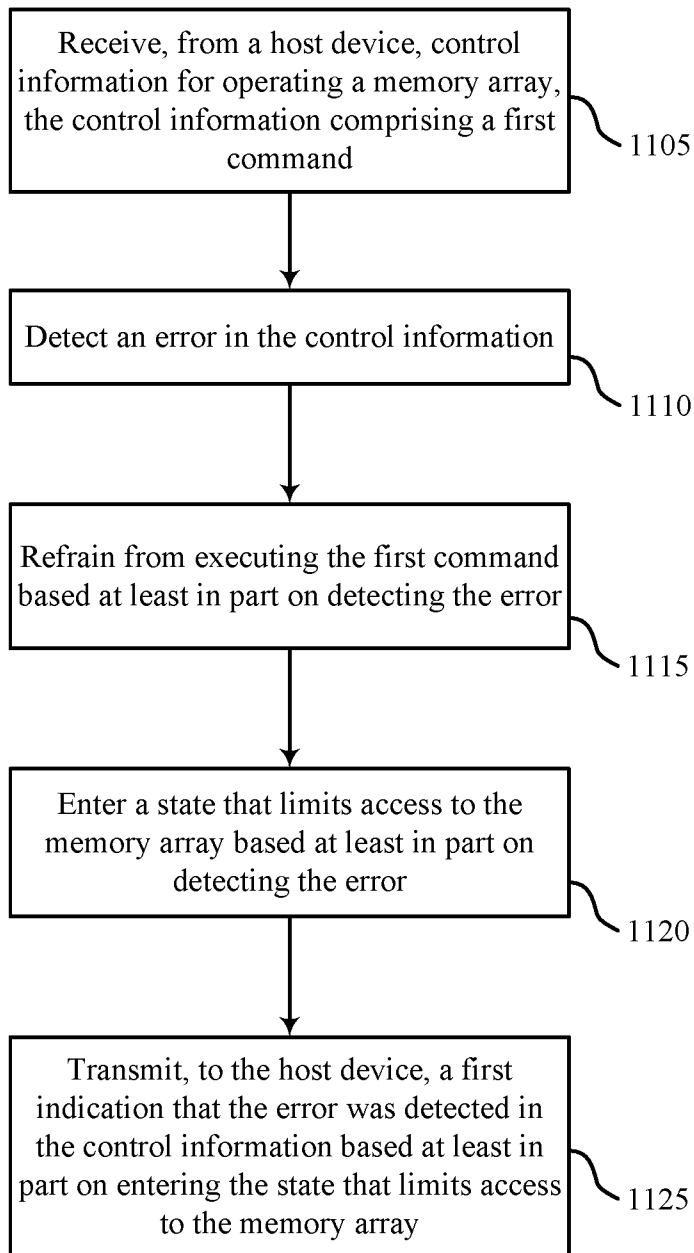 Receive, from a host device, control
information for operating a memory array,
the control information comprising a first
command
1105
Detect an error in the control information
1110
Refrain from executing the first command
based at least in part on detecting the error
1115
Enter a state that limits access to the
memory array based at least in part on
detecting the error
1120
Transmit, to the host device, a first
indication that the error was detected in
the control information based at least in
part on entering the state that limits access
to the memory array
1125